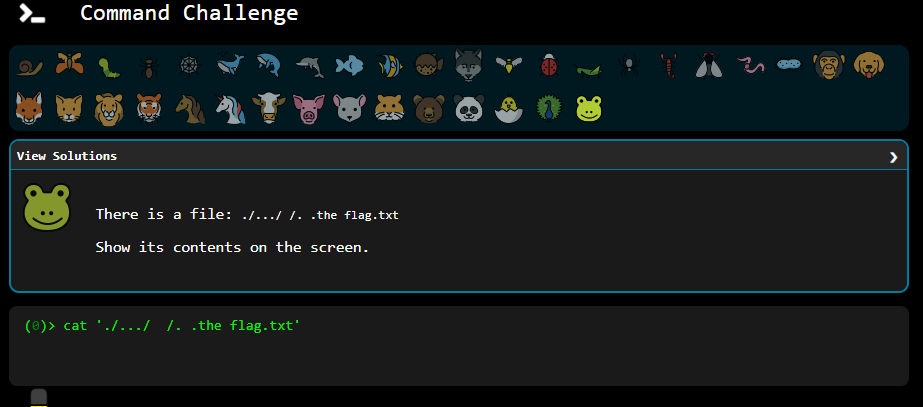 Command Challenge
View Solutions
There is a file: ./.../ /. .the flag.txt
Show its contents on the screen.
(0)> cat './.../  /. .the flag.txt'